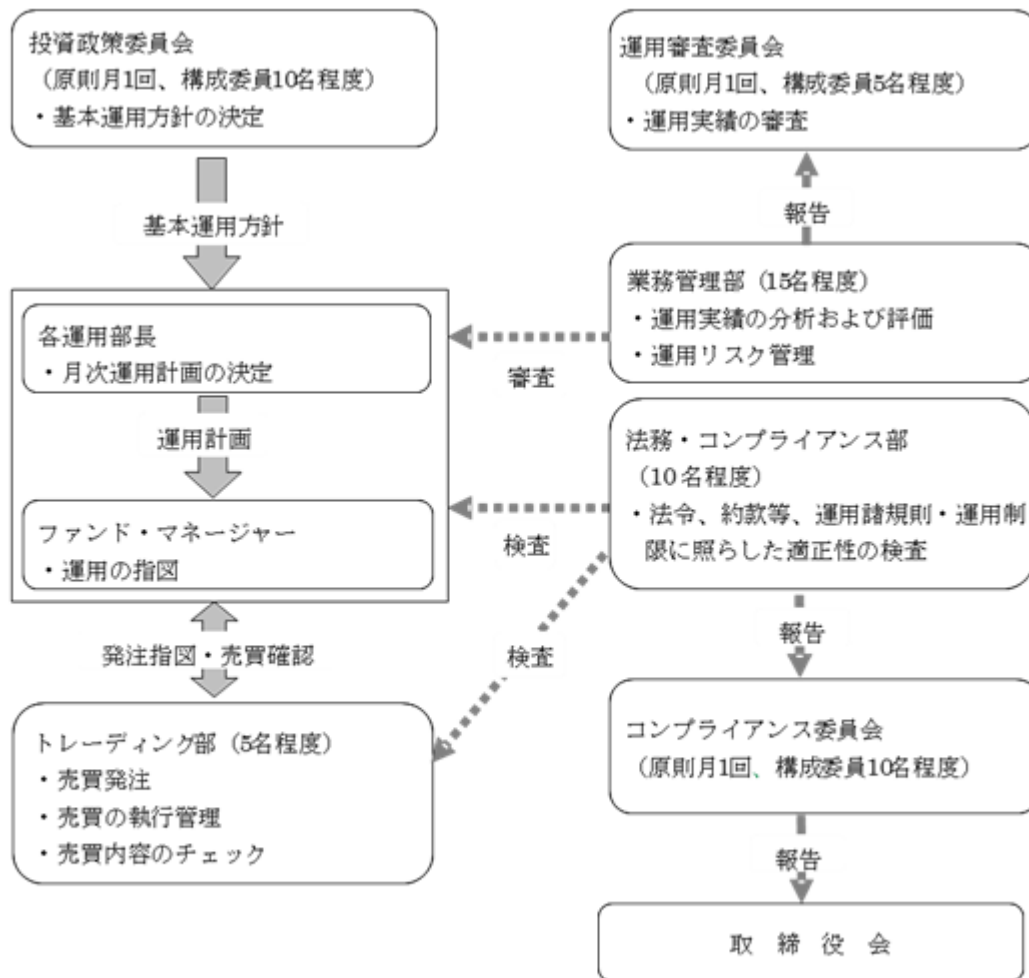 投資政策委員会
（原則月1回、構成委員10名程度）
・基本運用方針の決定
基本運用方針
各運用部長
・月次運用計画の決定
運用計画
ファンド・マネージャー
・運用の指図
発注指図・売買確認
トレーディング部（5名程度）
・売買発注
・売買の執行管理
・売買内容のチェック
運用審査委員会
（原則月1回、構成委員5名程度）
・運用実績の審査
報告
業務管理部（15名程度）
・運用実績の分析および評価
・運用リスク管理
審査
法務・コンプライアンス部
（10名程度）
・法令、約款等、運用諸規則・運用制
限に照らした適正性の検査
検査
検査
報告
コンプライアンス委員会
（原則月1回、構成委員10名程度）
報告
取 締 役 会